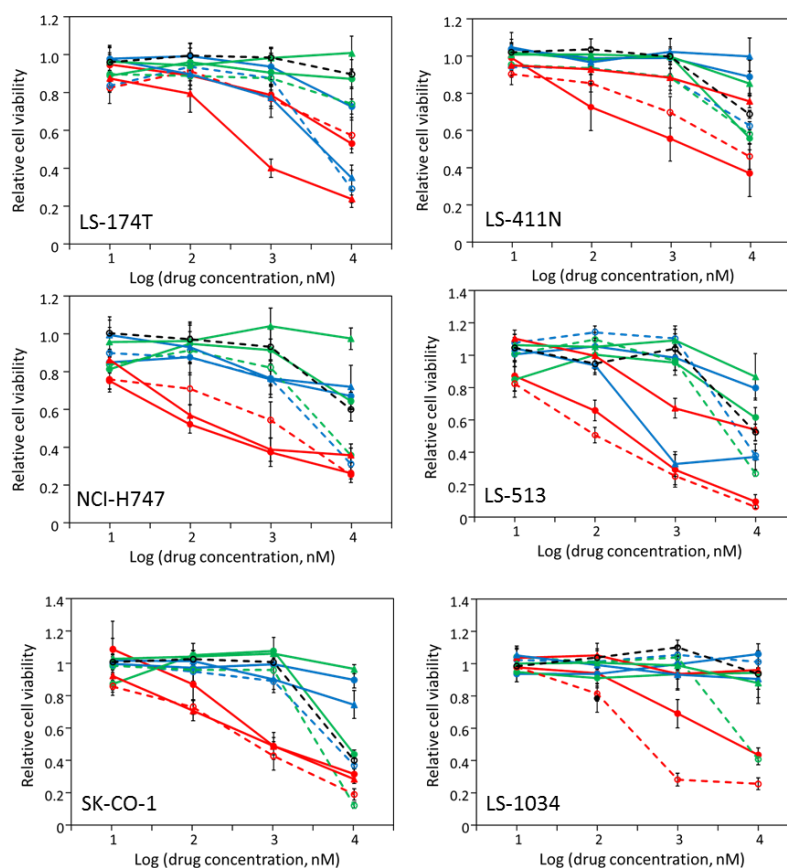 1.2
1.0
0.8
0.6
0.4
0.2
0
Relative cell viability
LS-174T
1 2 3 4
Log (drug concentration, nM)
1.2
1.0
0.8
0.6
0.4
0.2
0
Relative cell viability
LS-411N
1 2 3 4
Log (drug concentration, nM)
1.2
1.0
0.8
0.6
0.4
0.2
0
Relative cell viability
NCI-H747
1 2 3 4
Log (drug concentration, nM)
1.4
1.2
1
0.8
0.6
0.4
0.2
0
Relative cell viability
LS-513
1 2 3 4
Log (drug concentration, nM)
1.4
1.2
1
0.8
0.6
0.4
0.2
0
Relative cell viability
SK-CO-1
1 2 3 4
Log (drug concentration, nM)
1.4
1.2
1
0.8
0.6
0.4
0.2
0
Relative cell viability
LS-1034
1 2 3 4
Log (drug concentration, nM)